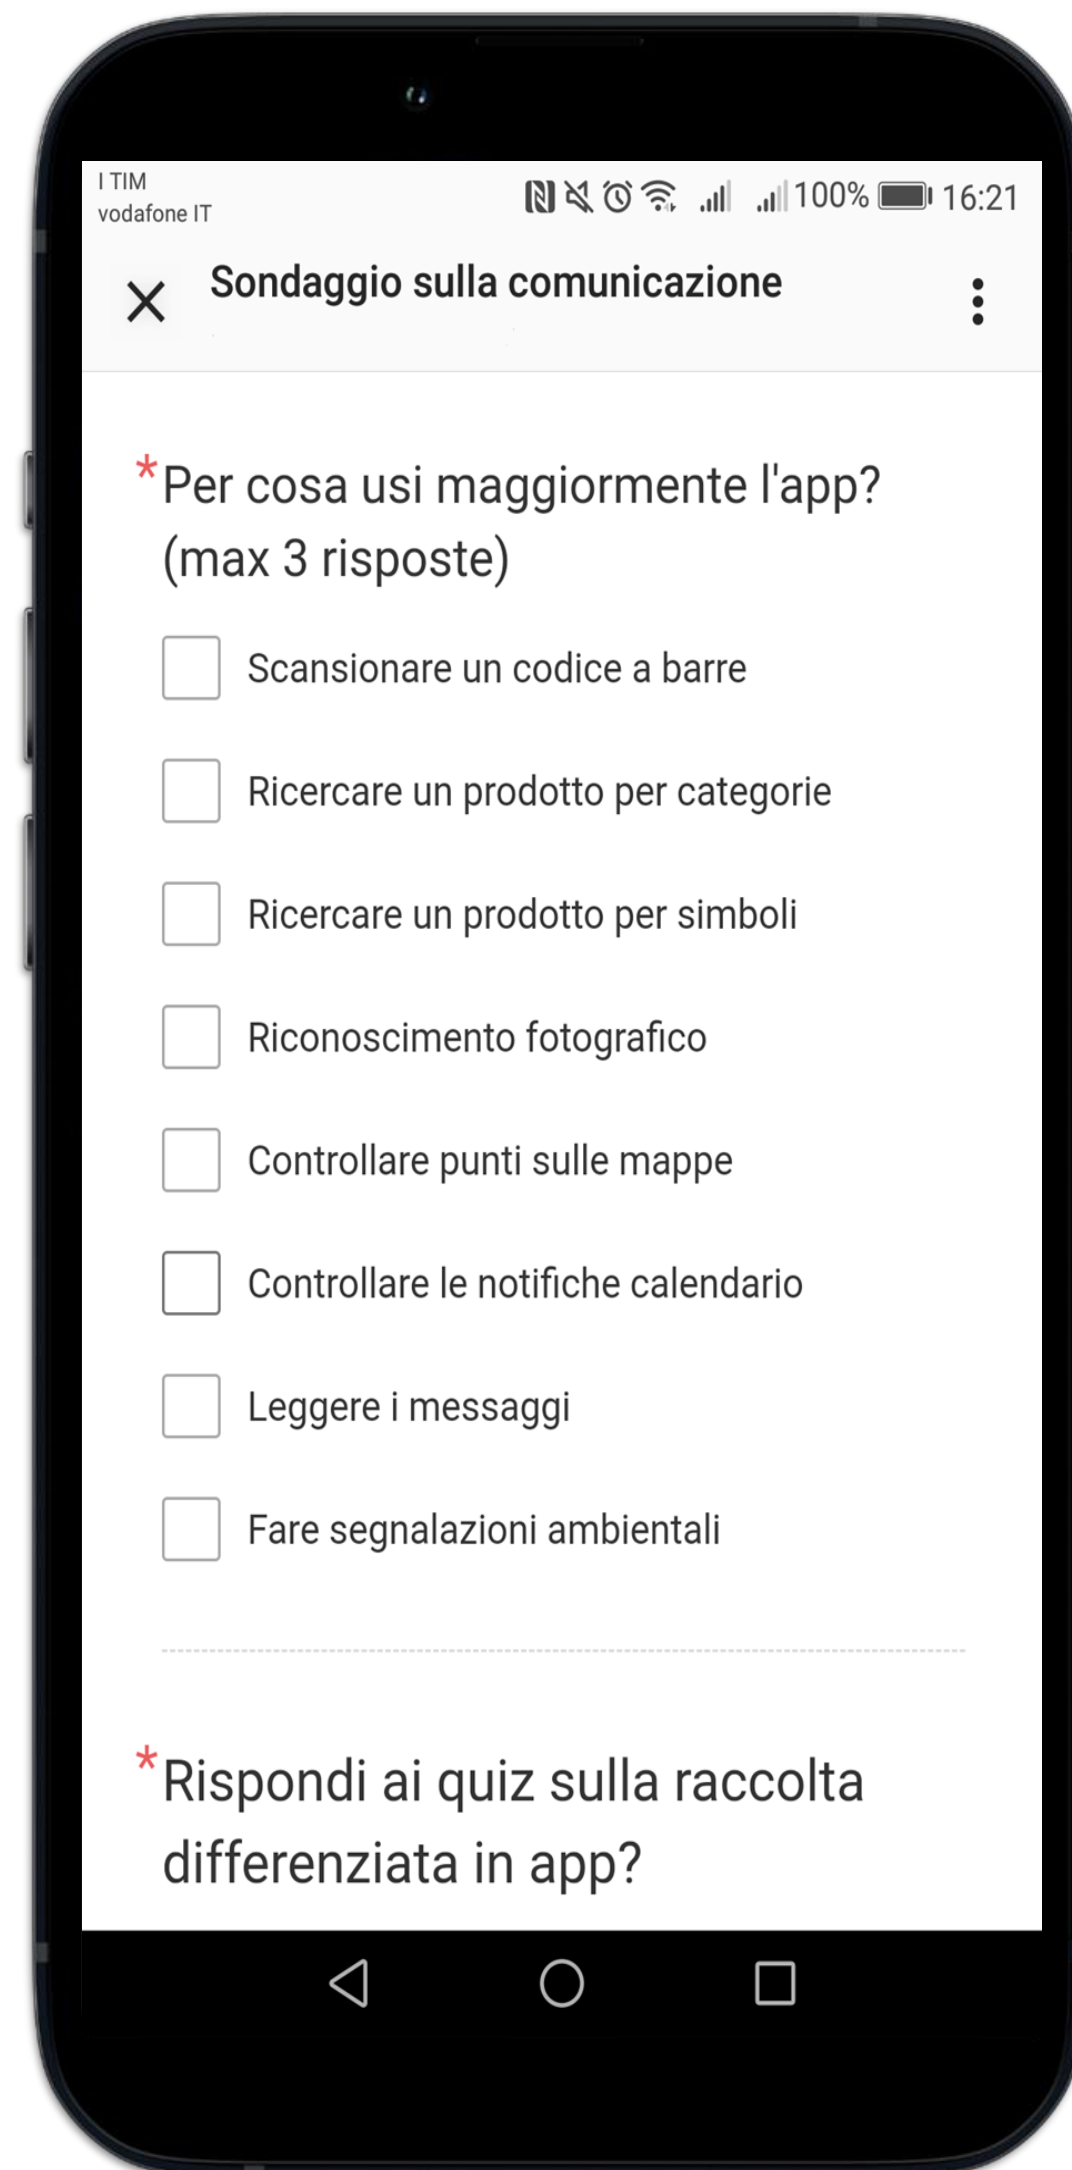 I TIM
vodafone IT
100% 16:21
Sondaggio sulla comunicazione
*Per cosa usi maggiormente l'app?
(max 3 risposte)
Scansionare un codice a barre
Ricercare un prodotto per categorie
Ricercare un prodotto per simboli
Riconoscimento fotografico
Controllare punti sulle mappe
Controllare le notifiche calendario
Leggere i messaggi
Fare segnalazioni ambientali
*Rispondi ai quiz sulla raccolta
differenziata in app?